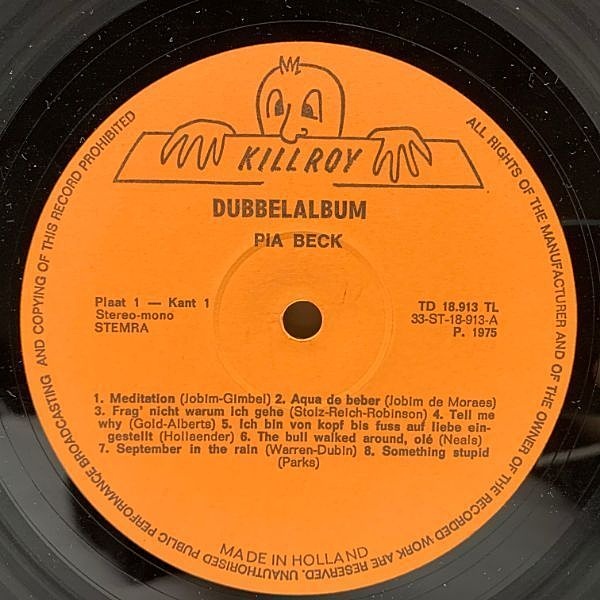 KILLROY
DUBBELALBUM
PIA BECK
Plaat 1 — Kant 1
Stereo-mono
STEMRA
TD 18.913 TL
33-ST-18-913-A
P. 1975
1. Meditation (Jobim-Gimbel) 2. Aqua de beber (Jobim de Moraes)
3. Frag' nicht warum ich gehe (Stolz-Reich-Robinson) 4. Tell me
why (Gold-Alberts) 5. Ich bin von kopf bis fuss auf liebe ein-
gestellt (Hollaender) 6. The bull walked around, olé (Neals)
7. September in the rain (Warren-Dubin) 8. Something stupid
(Parks)
MADE IN HOLLAND
ALL RIGHTS OF THE MANUFACTURER AND OF THE OWNER OF THE RECORDED WORK ARE RESERVED. UNAUTHORISED PUBLIC PERFORMANCE BROADCASTING AND COPYING OF THIS RECORD PROHIBITED